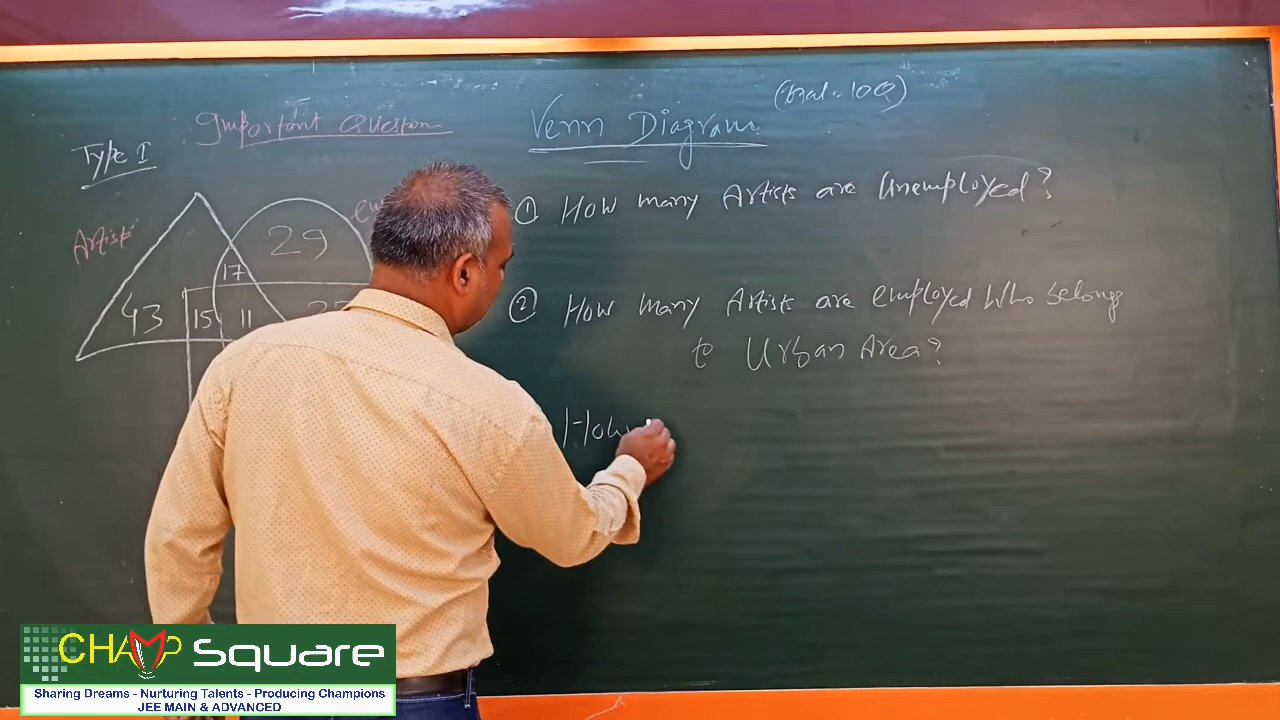 (total = 100)
Important Question
Venn Diagram
Type I
① How many Artists are Unemployed?
Artist
29
17
② How many Artists are employed who belongs
43
15
11
to Urban Area?
How
CHAMP Square
Sharing Dreams - Nurturing Talents - Producing Champions
JEE MAIN & ADVANCED